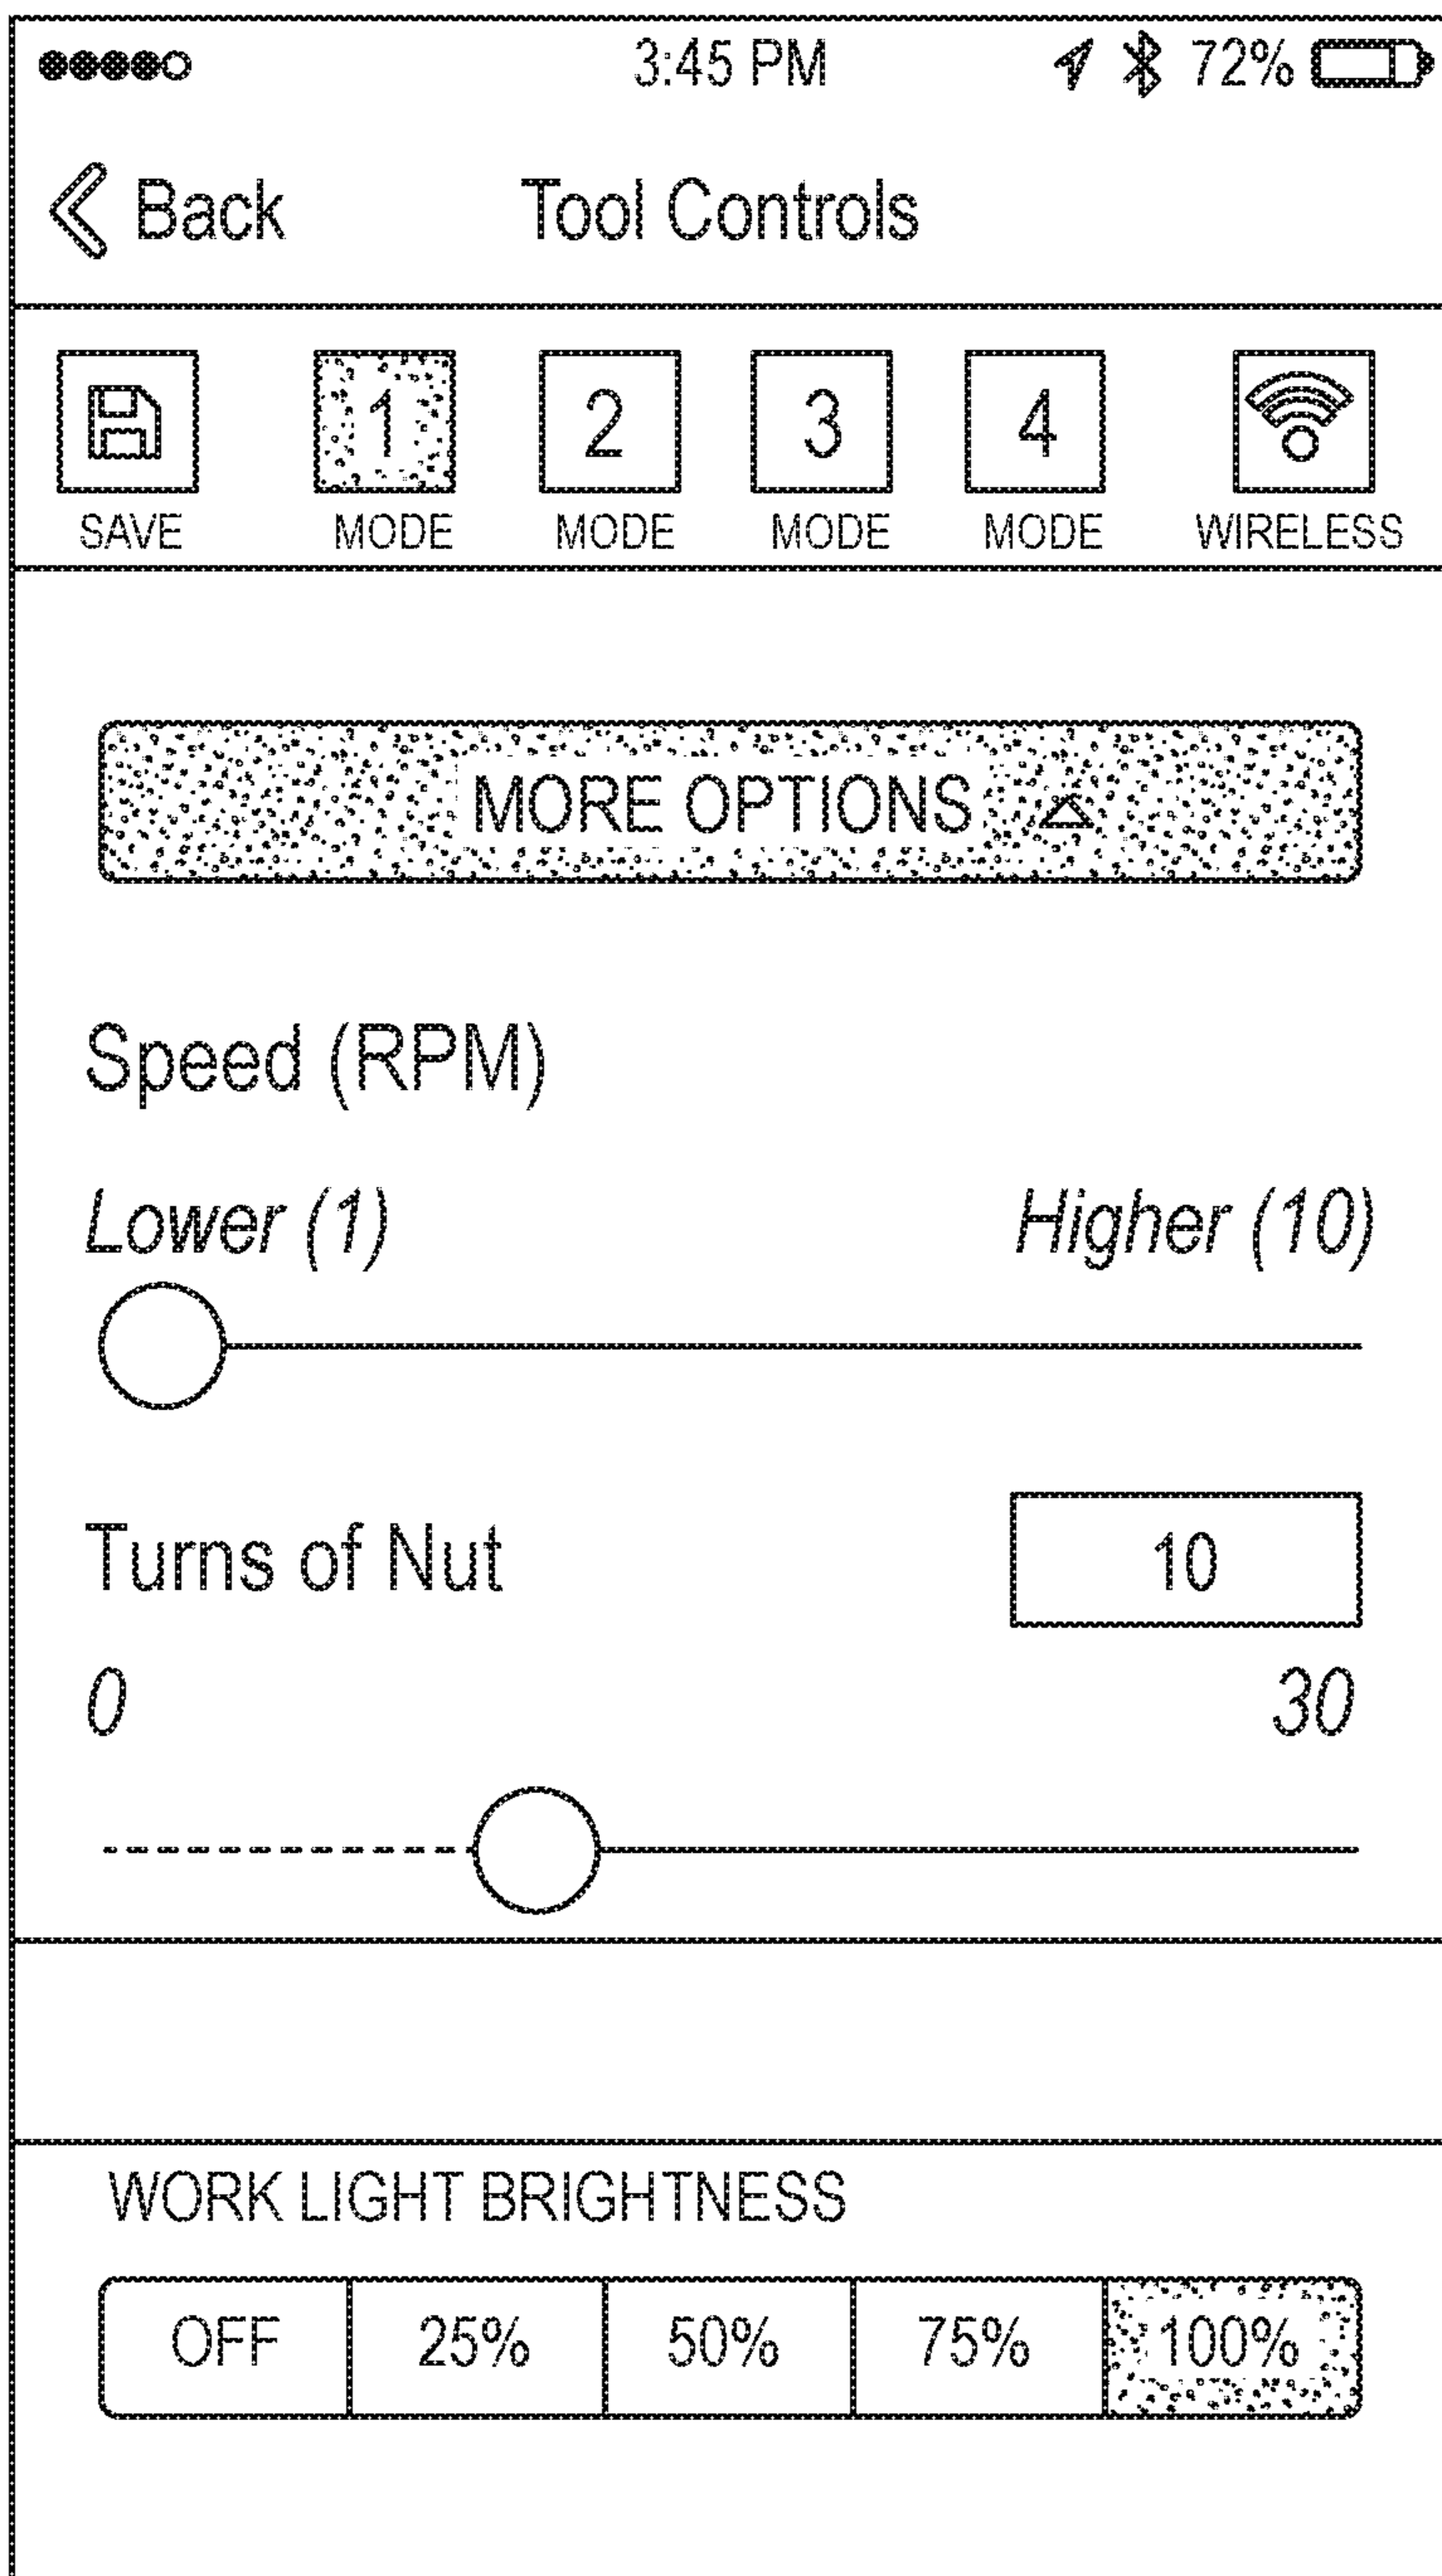 3:45 PM 72%
Back Tool Controls
1 2 3 4
SAVE MODE MODE MODE MODE WIRELESS
MORE OPTIONS
Speed (RPM)
Lower (1) Higher (10)
Turns of Nut 10
0 30
WORK LIGHT BRIGHTNESS
OFF 25% 50% 75% 100%